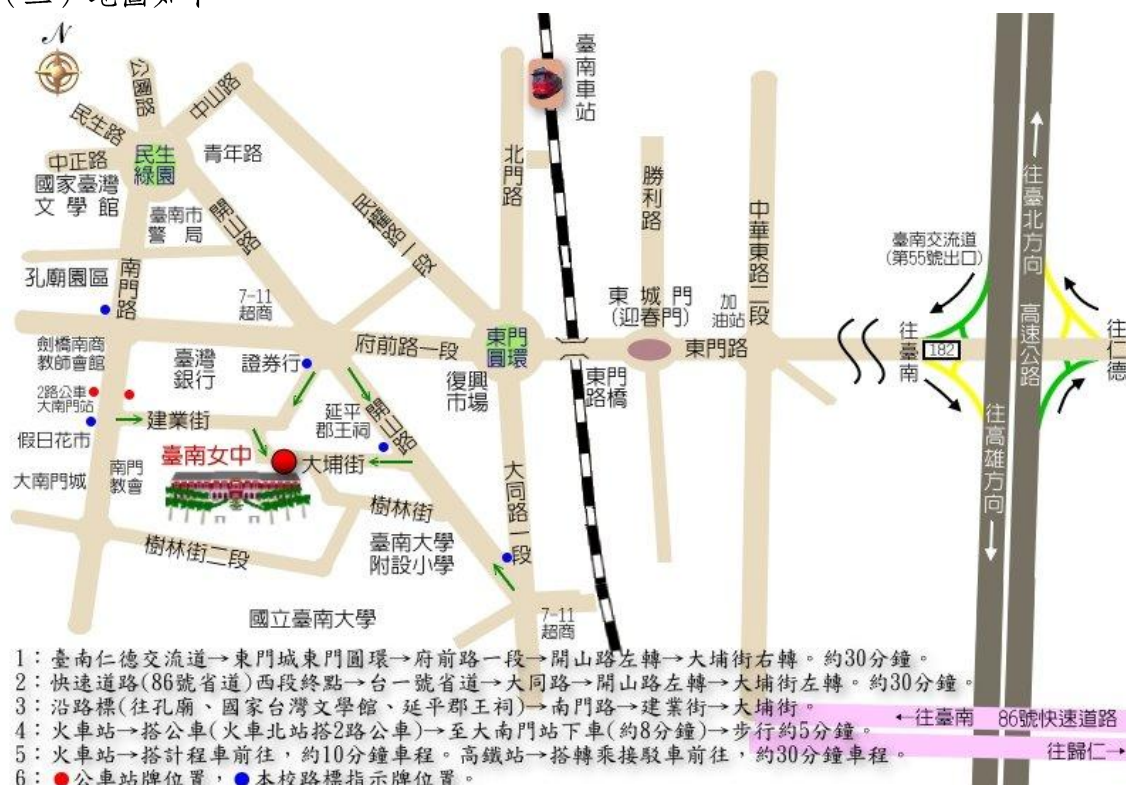 (二)地圖如下
N
臺南車站
公園路
中山路
民生路
中正路
民生
綠園
青年路
北門路
勝利路
中華東路二段
往臺北方向
國家臺灣
文學館
臺南市
警局
開山路
民權路一段
臺南交流道
(第55號出口)
孔廟園區
南門路
7-11
超商
東城門
(迎春門)
加
油站
高速公路
劍橋南商
教師會館
臺灣
銀行
證券行
府前路一段
東門
圓環
東門路
往臺南
182
往仁德
復興
市場
東門
路橋
2路公車
大南門站
建業街
延平
郡王祠
開山路
往高雄方向
假日花市
臺南女中
大埔街
大同路一段
大南門城
南門
教會
樹林街
樹林街二段
臺南大學
附設小學
國立臺南大學
7-11
超商
1:臺南仁德交流道→東門城東門圓環→府前路一段→開山路左轉→大埔街右轉。約30分鐘。
2:快速道路(86號省道)西段終點→台一號省道→大同路→開山路左轉→大埔街左轉。約30分鐘。
3:沿路標(往孔廟、國家台灣文學館、延平郡王祠)→南門路→建業街→大埔街。
←往臺南 86號快速道路
4:火車站→搭公車(火車北站搭2路公車)→至大南門站下車(約8分鐘)→步行約5分鐘。
往歸仁→
5:火車站→搭計程車前往,約10分鐘車程。高鐵站→搭轉乘接駁車前往,約30分鐘車程。
6:●公車站牌位置,●本校路標指示牌位置。